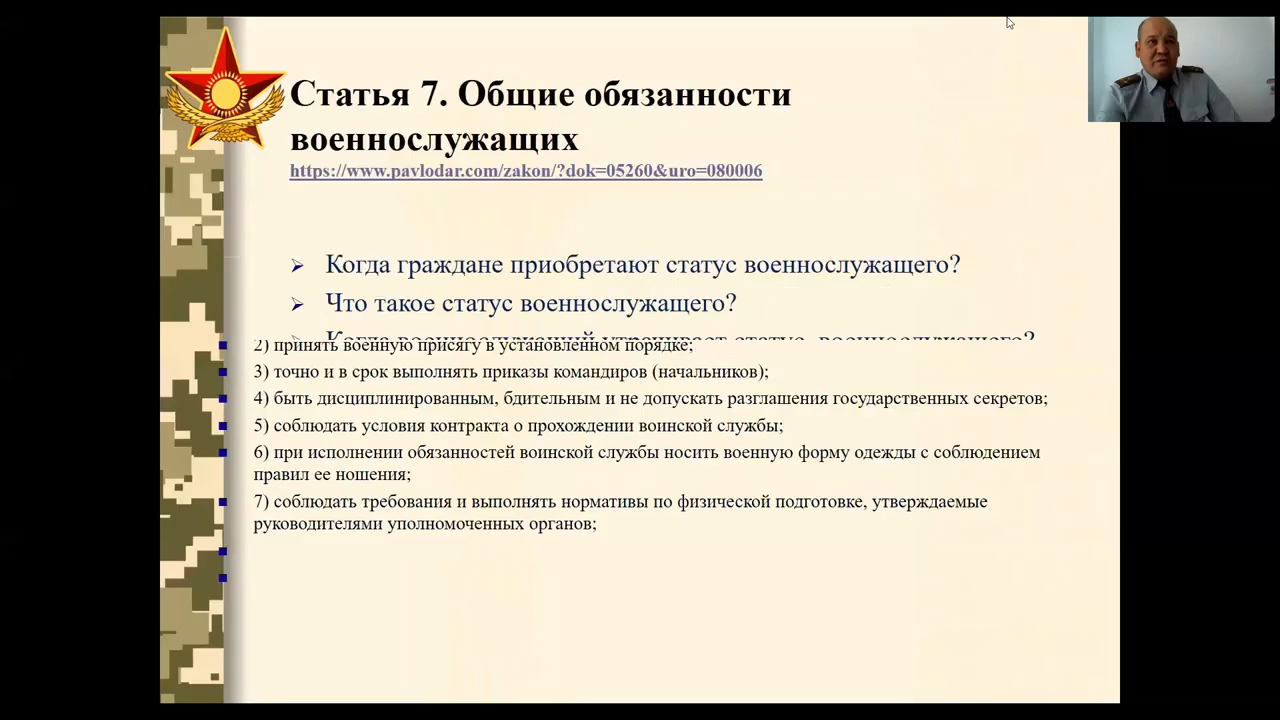 Статья 7. Общие обязанности
военнослужащих
https://www.pavlodar.com/zakon/?dok=05260&uro=080006
Когда граждане приобретают статус военнослужащего?
Что такое статус военнослужащего?
2) принять военную присягу в установленном порядке;
3) точно и в срок выполнять приказы командиров (начальников);
4) быть дисциплинированным, бдительным и не допускать разглашения государственных секретов;
5) соблюдать условия контракта о прохождении воинской службы;
6) при исполнении обязанностей воинской службы носить военную форму одежды с соблюдением
правил ее ношения;
7) соблюдать требования и выполнять нормативы по физической подготовке, утверждаемые
руководителями уполномоченных органов;